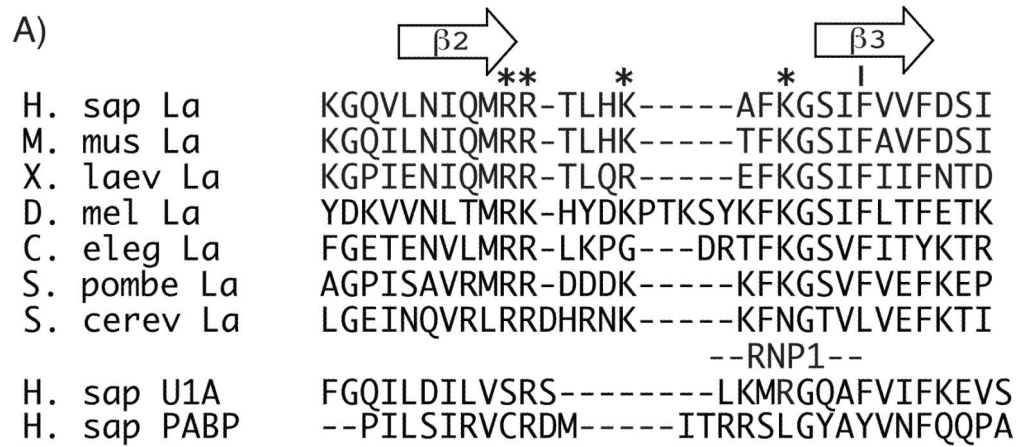 A)
β2 β3
** * * I
H. sap La KGQVLNIQMRR-TLHK-----AFKGSIFVVFDSI
M. mus La KGQILNIQMRR-TLHK-----TFKGSIFAVFDSI
X. laev La KGPIENIQMRR-TLQR-----EFKGSIFIIFNTD
D. mel La YDKVVNLTMRK-HYDKPTKSYKFKGSIFLTFETK
C. eleg La FGETENVLMRR-LKPG---DRTFKGSVFITYKTR
S. pombe La AGPISAVRMRR-DDDK-----KFKGSVFVEFKEP
S. cerev La LGEINQVRLRRDHRNK-----KFNGTVLVEFKTI
--RNP1--
H. sap U1A FGQILDILVSRS--------LKMRGQAFVIFKEVS
H. sap PABP --PILSIRVCRDM-----ITRRSLGYAYVNFQQPA